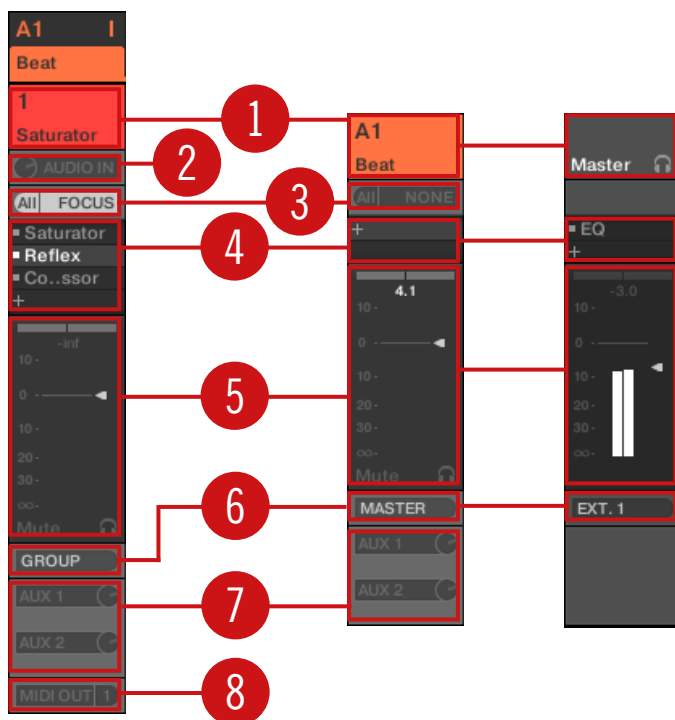 A1 I
Beat
1
Saturator
AUDIO IN
All FOCUS
Saturator
Reflex
Co..ssor
+
-inf
10 -
0 -
10 -
20 -
30 -
∞-
Mute
GROUP
AUX 1
AUX 2
MIDI OUT 1
1
2
3
4
5
6
7
8
A1
Beat
All NONE
+
4.1
10 -
0 -
10 -
20 -
30 -
∞-
Mute
MASTER
AUX 1
AUX 2
Master
EQ
+
-3.0
10 -
0 -
10 -
20 -
30 -
∞-
EXT. 1